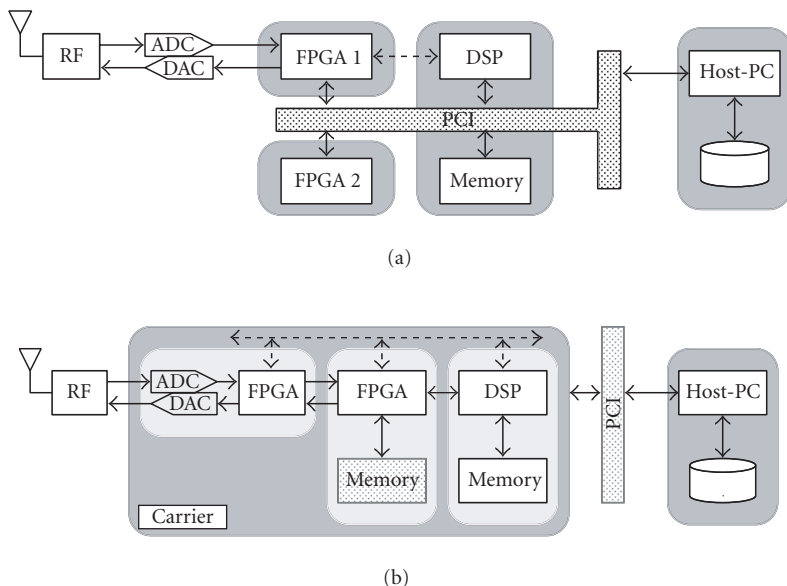 RF
ADC
DAC
FPGA 1
DSP
Host-PC
PCI
FPGA 2
Memory
(a)
RF
ADC
DAC
FPGA
FPGA
DSP
PCI
Host-PC
Memory
Memory
Carrier
(b)